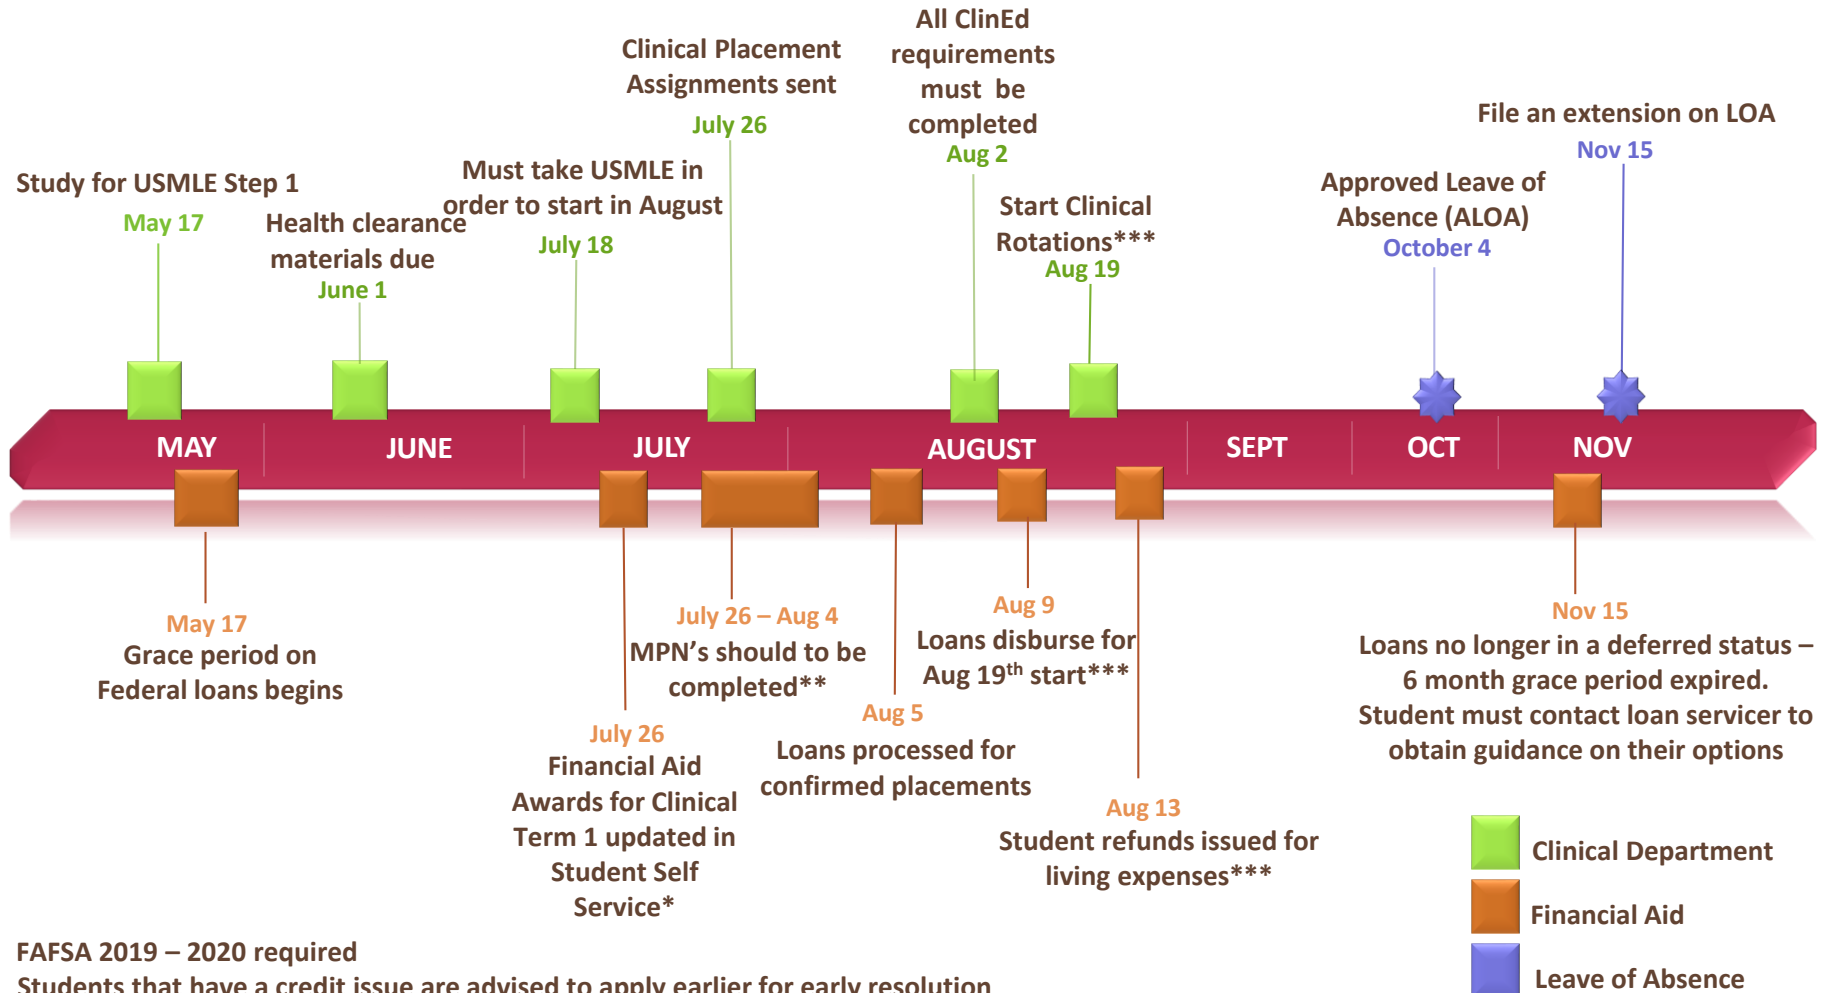 Study for USMLE Step 1
May 17
Health clearance
materials due
June 1
Must take USMLE in
order to start in August
July 18
Clinical Placement
Assignments sent
July 26
All ClinEd
requirements
must be
completed
Aug 2
Start Clinical
Rotations***
Aug 19
Approved Leave of
Absence (ALOA)
October 4
File an extension on LOA
Nov 15
MAY
JUNE
JULY
AUGUST
SEPT
OCT
NOV
May 17
Grace period on
Federal loans begins
July 26
Financial Aid
Awards for Clinical
Term 1 updated in
Student Self
Service*
July 26 – Aug 4
MPN's should to be
completed**
Aug 5
Loans processed for
confirmed placements
Aug 9
Loans disburse for
Aug 19th start***
Aug 13
Student refunds issued for
living expenses***
Nov 15
Loans no longer in a deferred status –
6 month grace period expired.
Student must contact loan servicer to
obtain guidance on their options
Clinical Department
Financial Aid
Leave of Absence
FAFSA 2019 – 2020 required
Students that have a credit issue are advised to apply earlier for early resolution